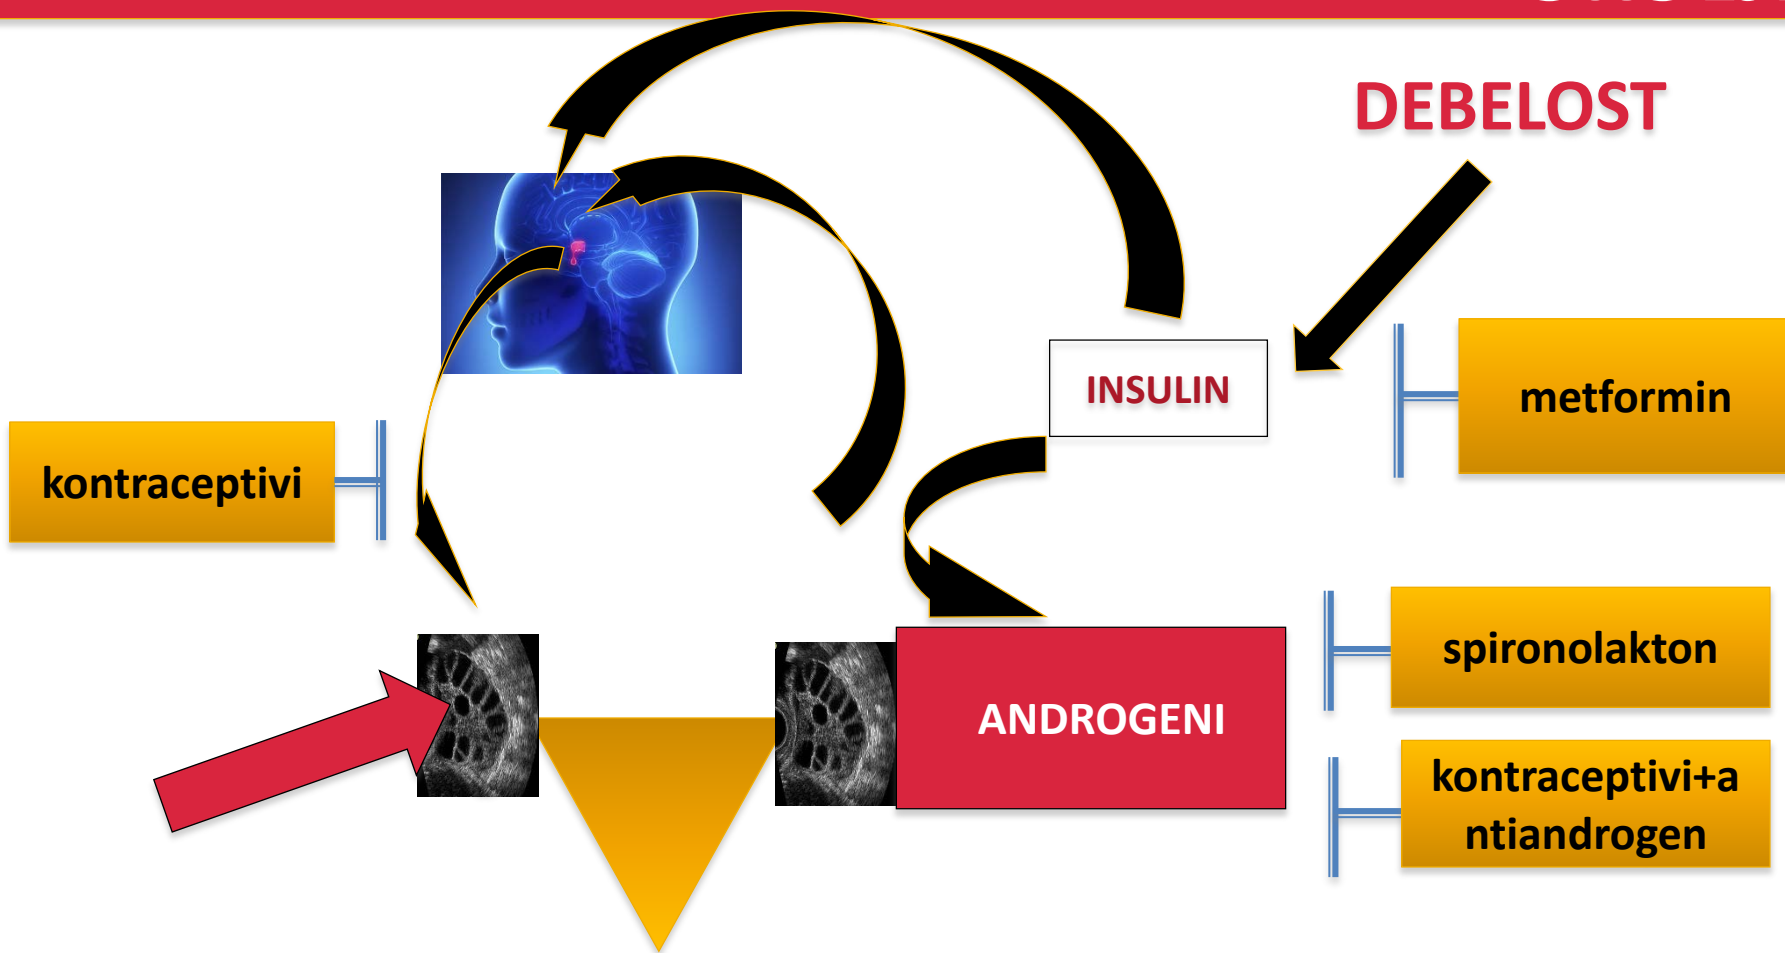 DEBELOST
INSULIN
metformin
kontraceptivi
spironolakton
ANDROGENI
kontraceptivi+a
ntiandrogen